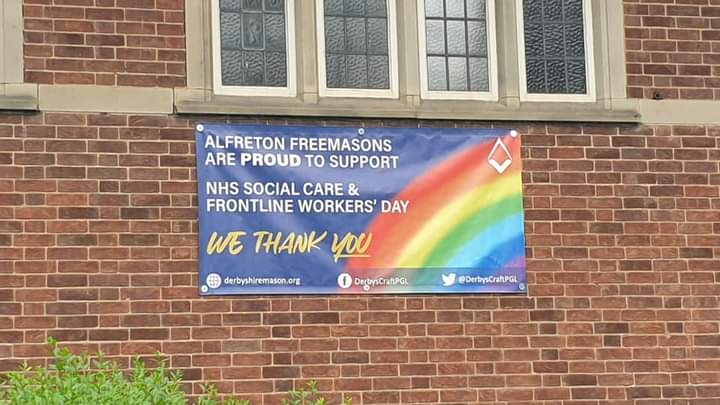 ALFRETON FREEMASONS
ARE PROUD TO SUPPORT
NHS SOCIAL CARE &
FRONTLINE WORKERS' DAY
WE THANK YOU
derbyshiremason.org
DerbysCraftPGL
@DerbysCraftPGL